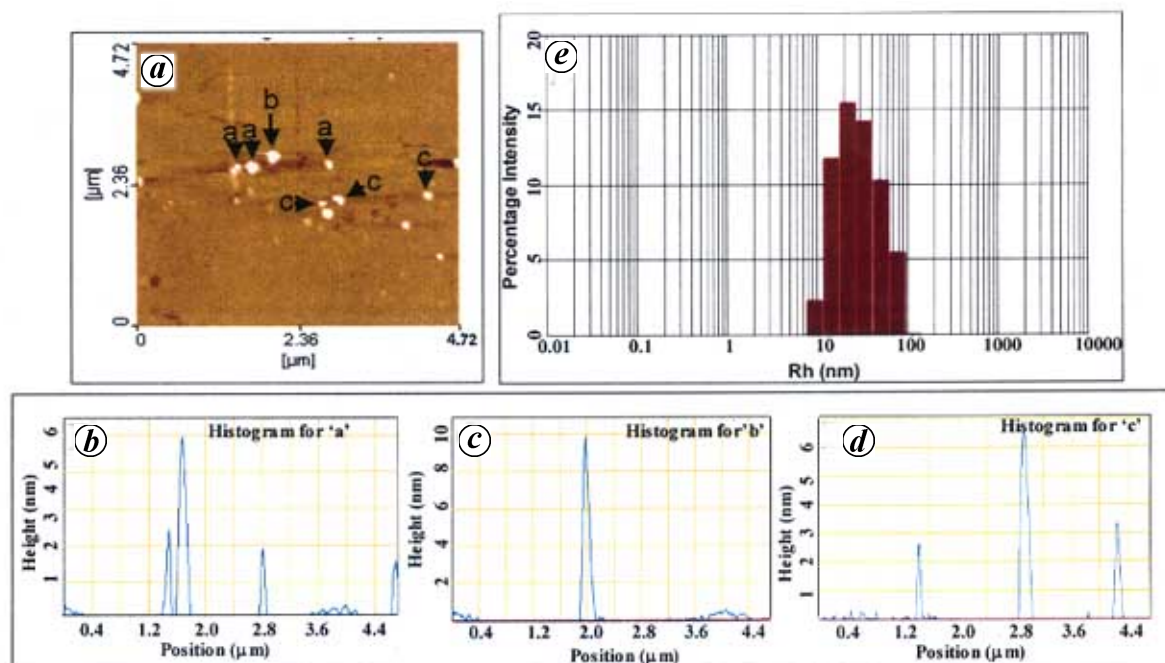 a
4.72
2.36
0
[µm]
b
a a
a
c
c
c
0
2.36
4.72
[µm]
e
20
15
10
5
0
Percentage Intensity
0.01 0.1 1 10 100 1000 10000
Rh (nm)
b
Histogram for ‘a’
6
5
4
3
2
1
Height (nm)
0.4 1.2 2.0 2.8 3.6 4.4
Position (µm)
c
Histogram for’b’
10
8
6
4
2
Height (nm)
0.4 1.2 2.0 2.8 3.6 4.4
Position (µm)
d
Histogram for ‘c’
6
5
4
3
2
1
Height (nm)
0.4 1.2 2.0 2.8 3.6 4.4
Position (µm)